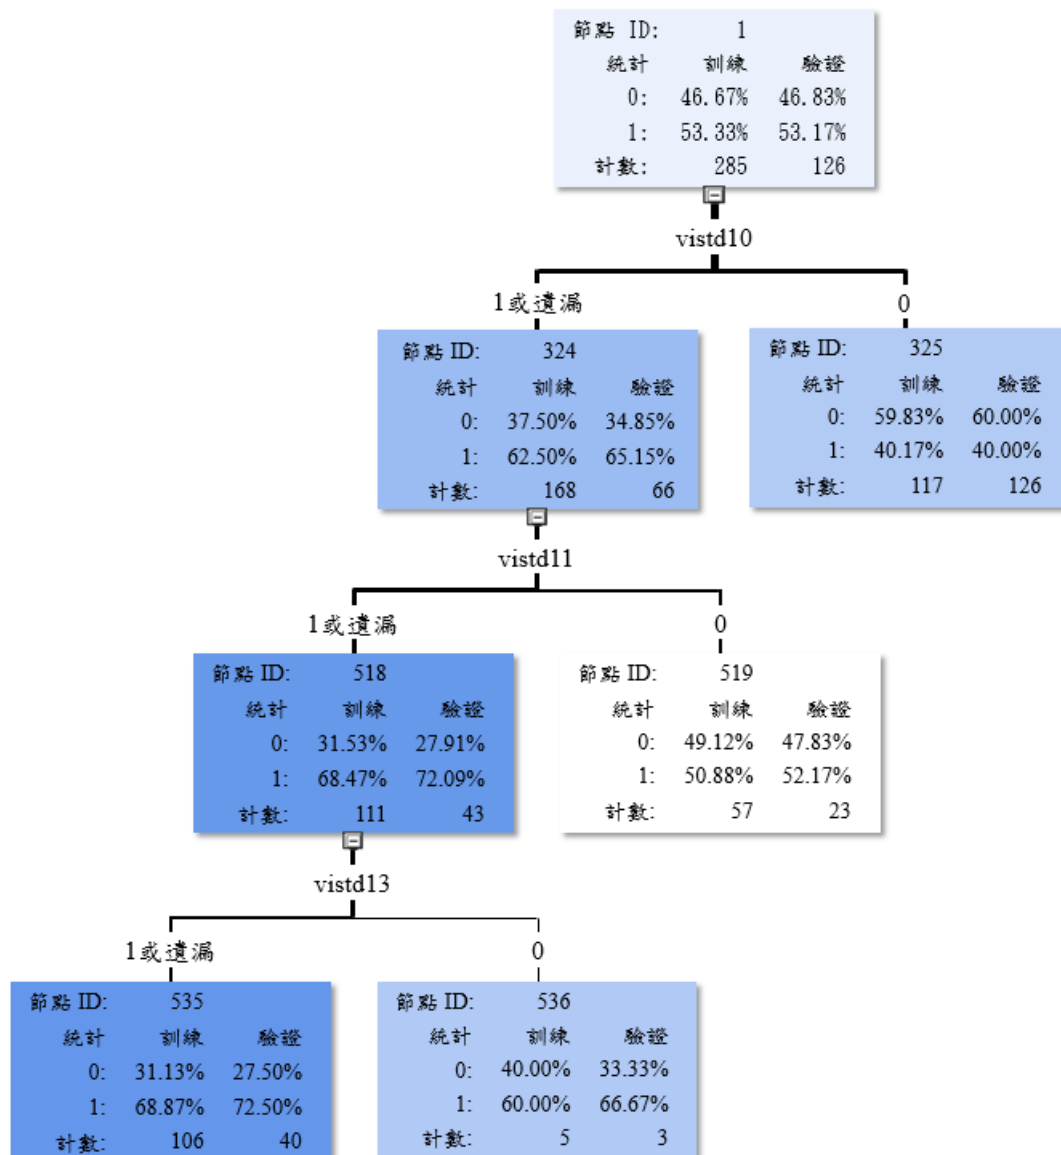 節點 ID: 1
統計 訓練 驗證
0: 46.67% 46.83%
1: 53.33% 53.17%
計數: 285 126
vistd10
1或遺漏
0
節點 ID: 324
統計 訓練 驗證
0: 37.50% 34.85%
1: 62.50% 65.15%
計數: 168 66
節點 ID: 325
統計 訓練 驗證
0: 59.83% 60.00%
1: 40.17% 40.00%
計數: 117 126
vistd11
1或遺漏
0
節點 ID: 518
統計 訓練 驗證
0: 31.53% 27.91%
1: 68.47% 72.09%
計數: 111 43
節點 ID: 519
統計 訓練 驗證
0: 49.12% 47.83%
1: 50.88% 52.17%
計數: 57 23
vistd13
1或遺漏
0
節點 ID: 535
統計 訓練 驗證
0: 31.13% 27.50%
1: 68.87% 72.50%
計數: 106 40
節點 ID: 536
統計 訓練 驗證
0: 40.00% 33.33%
1: 60.00% 66.67%
計數: 5 3